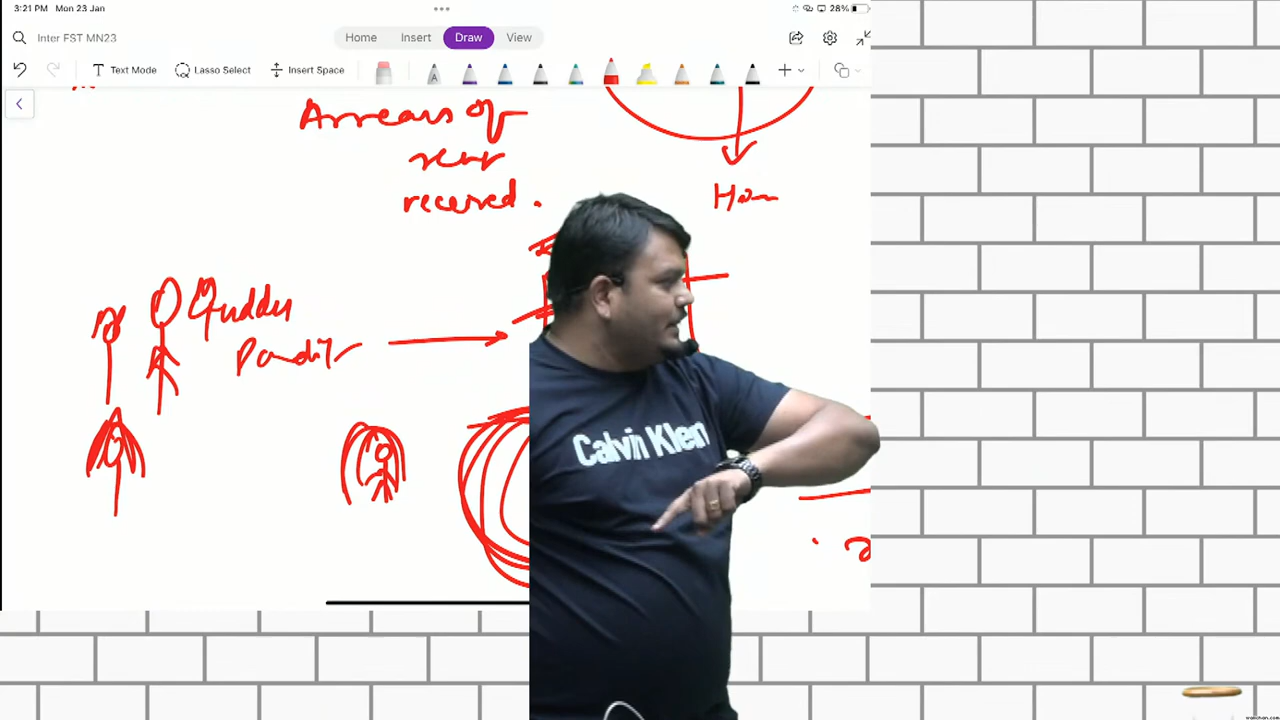 3:21 PM Mon 23 Jan
28%
Inter FST MN23
Home Insert Draw View
Text Mode Lasso Select Insert Space
Arrears of
rent
received.
Guddu
Pandit
Calvin Klein